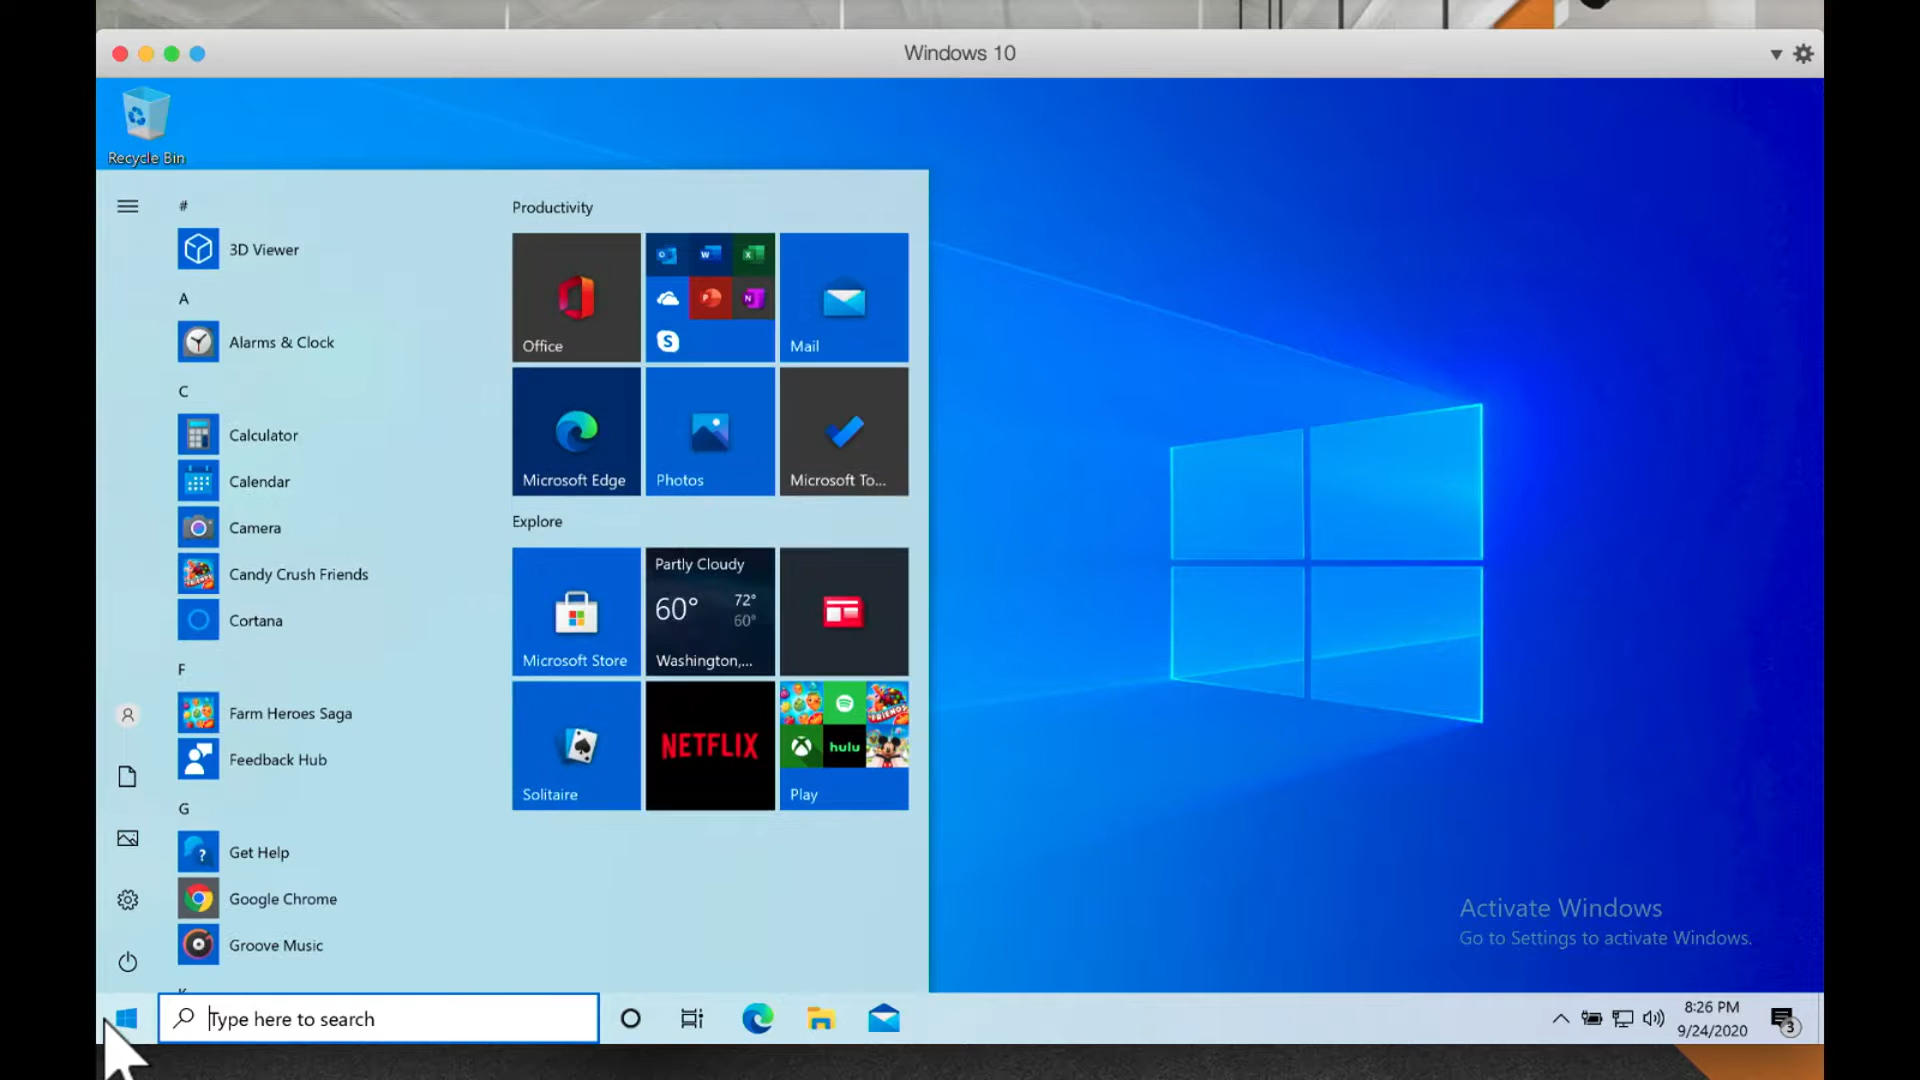 Windows 10
Recycle Bin
#
3D Viewer
A
Alarms & Clock
C
Calculator
Calendar
Camera
Candy Crush Friends
Cortana
F
Farm Heroes Saga
Feedback Hub
G
Get Help
Google Chrome
Groove Music
Productivity
Office
Mail
Microsoft Edge
Photos
Microsoft To...
Explore
Microsoft Store
Partly Cloudy
60° 72°
60°
Washington,...
Solitaire
NETFLIX
hulu
FRIENDS
Play
Activate Windows
Go to Settings to activate Windows.
Type here to search
8:26 PM
9/24/2020
3